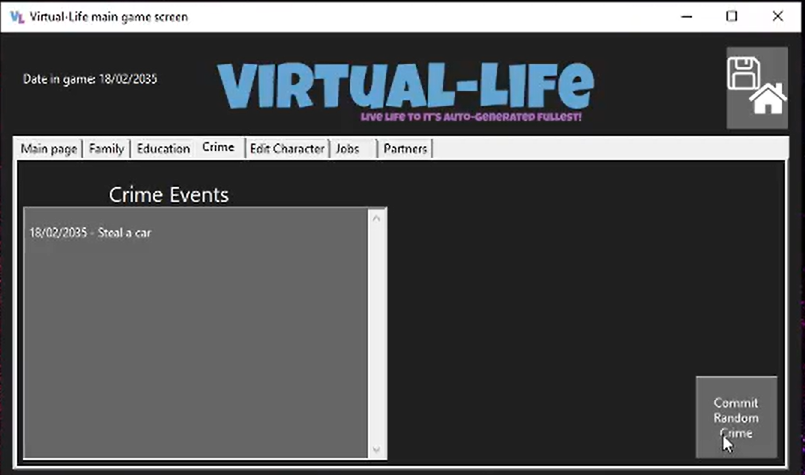 Virtual-Life main game screen
Date in game: 18/02/2035
VIRTUAL-LIFE
LIVE LIFE TO IT'S AUTO-GENERATED FULLEST!
Main page Family Education Crime Edit Character Jobs Partners
Crime Events
18/02/2035 - Steal a car
Commit
Random
Crime